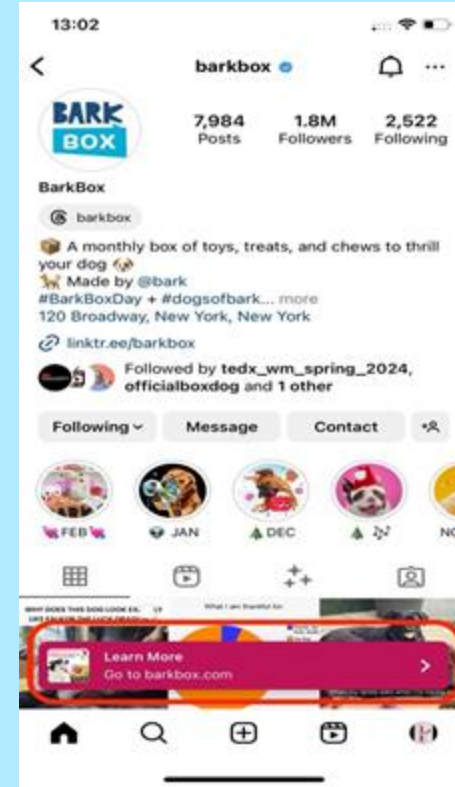 13:02
barkbox
BARK
BOX
7,984 1.8M 2,522
Posts Followers Following
BarkBox
barkbox
📦 A monthly box of toys, treats, and chews to thrill
your dog 🐶
🐕 Made by @bark
#BarkBoxDay + #dogsofbark... more
120 Broadway, New York, New York
linktr.ee/barkbox
Followed by tedx_wm_spring_2024,
officialboxdog and 1 other
Following Message Contact
💘 FEB 💘 👽 JAN 🎄 DEC 🎄 🎶 NO
WHY DOES THIS DOG LOOK
What I am thankful for
Learn More
Go to barkbox.com